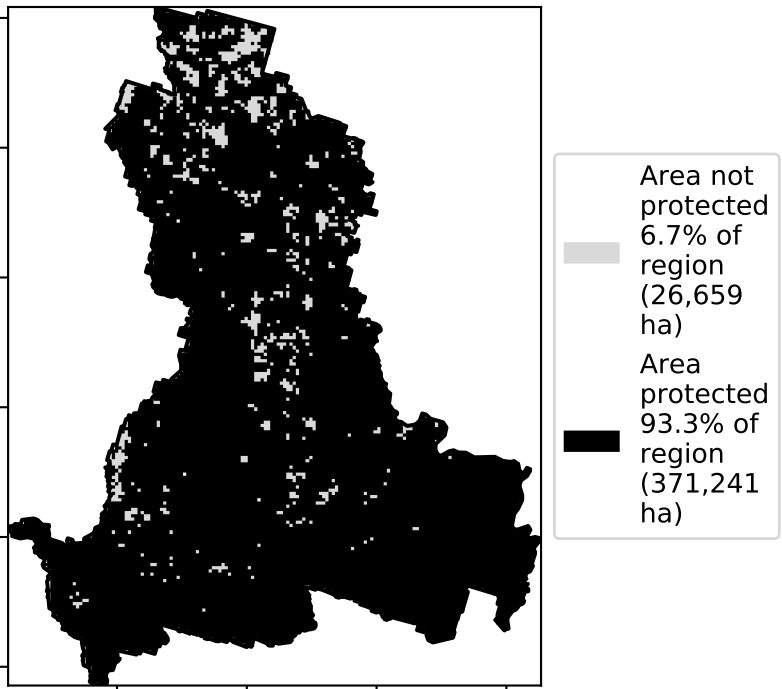 Area not
protected
6.7% of
region
(26,659
ha)
Area
protected
93.3% of
region
(371,241
ha)